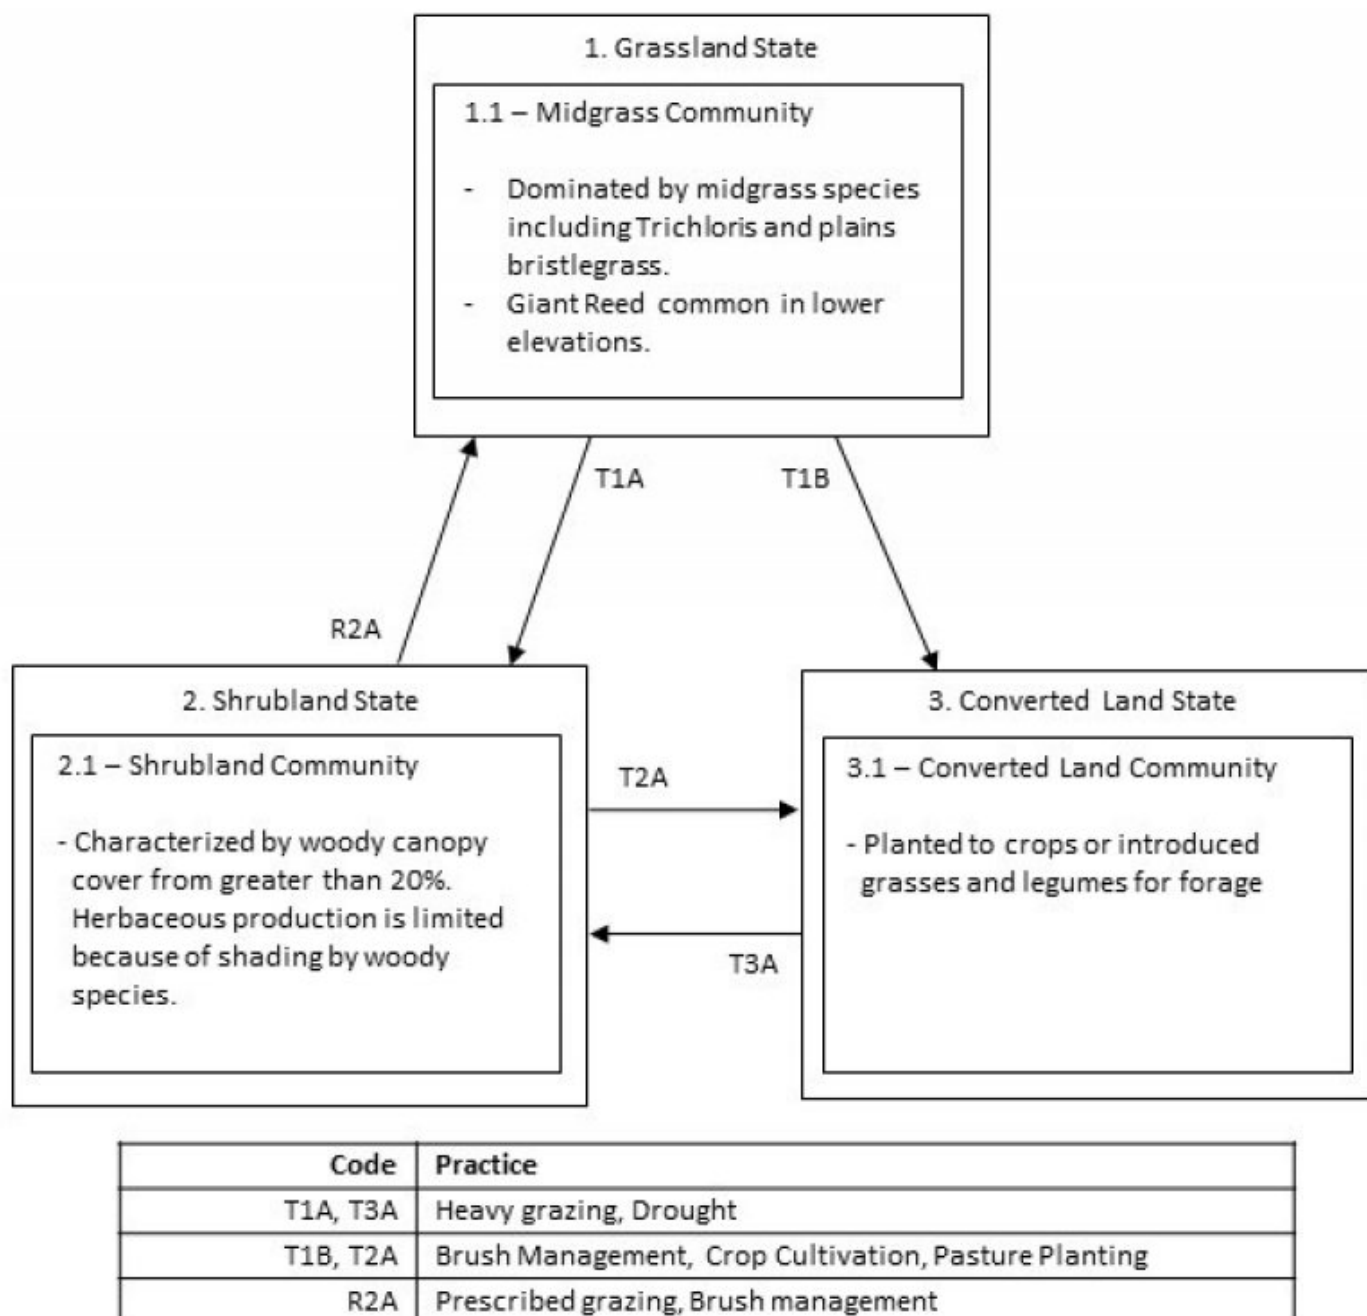 1. Grassland State
1.1 – Midgrass Community
- Dominated by midgrass species
including Trichloris and plains
bristlegrass.
- Giant Reed common in lower
elevations.
T1A
T1B
R2A
2. Shrubland State
2.1 – Shrubland Community
- Characterized by woody canopy
cover from greater than 20%.
Herbaceous production is limited
because of shading by woody
species.
T2A
T3A
3. Converted Land State
3.1 – Converted Land Community
- Planted to crops or introduced
grasses and legumes for forage
Code Practice
T1A, T3A Heavy grazing, Drought
T1B, T2A Brush Management, Crop Cultivation, Pasture Planting
R2A Prescribed grazing, Brush management